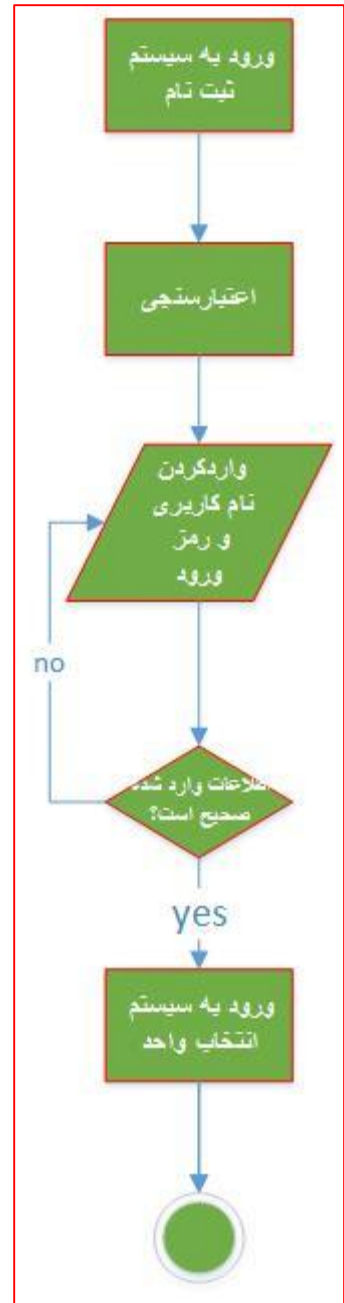 ورود به سیستم
ثبت نام
اعتبارسنجی
واردکردن
نام کاربری
و رمز
ورود
no
اطلاعات وارد شده
صحیح است؟
yes
ورود به سیستم
انتخاب واحد